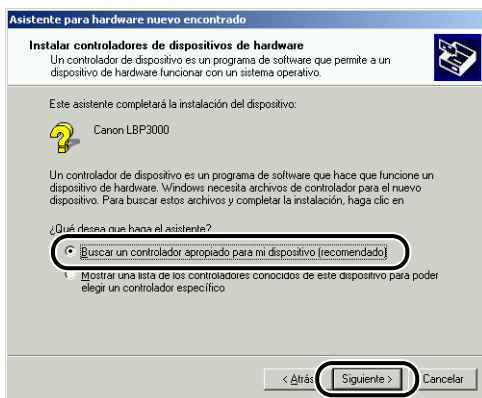 Asistente para hardware nuevo encontrado
Instalar controladores de dispositivos de hardware
Un controlador de dispositivo es un programa de software que permite a un
dispositivo de hardware funcionar con un sistema operativo.
Este asistente completará la instalación del dispositivo:
Canon LBP3000
Un controlador de dispositivo es un programa de software que hace que funcione un
dispositivo de hardware. Windows necesita archivos de controlador para el nuevo
dispositivo. Para buscar estos archivos y completar la instalación, haga clic en
¿Qué desea que haga el asistente?
Buscar un controlador apropiado para mi dispositivo (recomendado)
Mostrar una lista de los controladores conocidos de este dispositivo para poder
elegir un controlador específico
< Atrás Siguiente > Cancelar